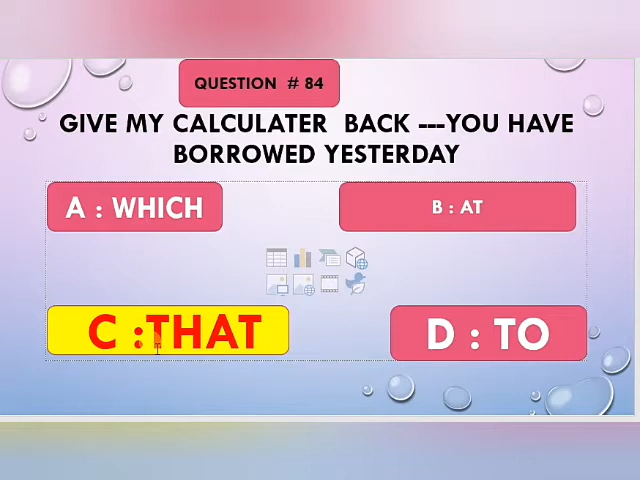 QUESTION # 84
GIVE MY CALCULATER BACK ---YOU HAVE
BORROWED YESTERDAY
A : WHICH
B : AT
C :THAT
D : TO